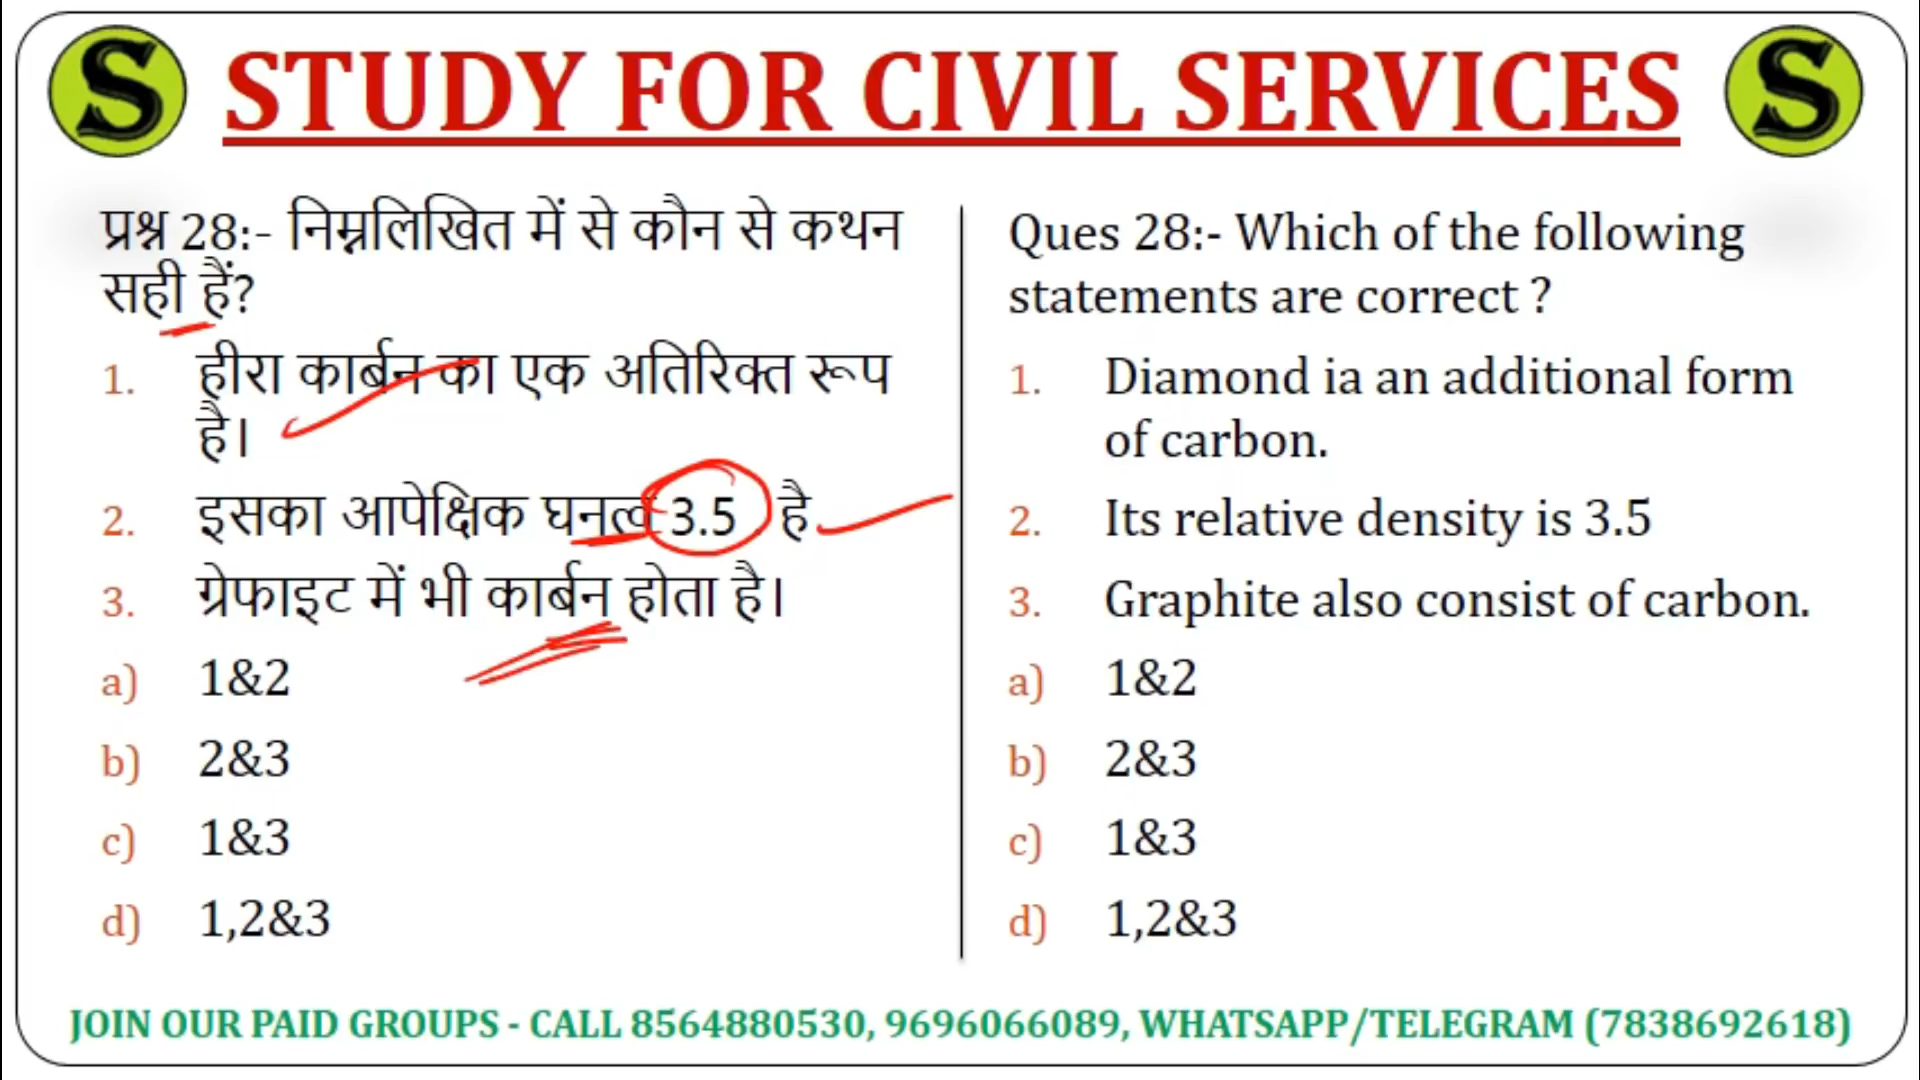 S
STUDY FOR CIVIL SERVICES
S
प्रश्न 28:- निम्नलिखित में से कौन से कथन
सही हैं?
1. हीरा कार्बन का एक अतिरिक्त रूप
है।
2. इसका आपेक्षिक घनत्व 3.5 है
3. ग्रेफाइट में भी कार्बन होता है।
a) 1&2
b) 2&3
c) 1&3
d) 1,2&3
Ques 28:- Which of the following
statements are correct ?
1. Diamond ia an additional form
of carbon.
2. Its relative density is 3.5
3. Graphite also consist of carbon.
a) 1&2
b) 2&3
c) 1&3
d) 1,2&3
JOIN OUR PAID GROUPS - CALL 8564880530, 9696066089, WHATSAPP/TELEGRAM (7838692618)